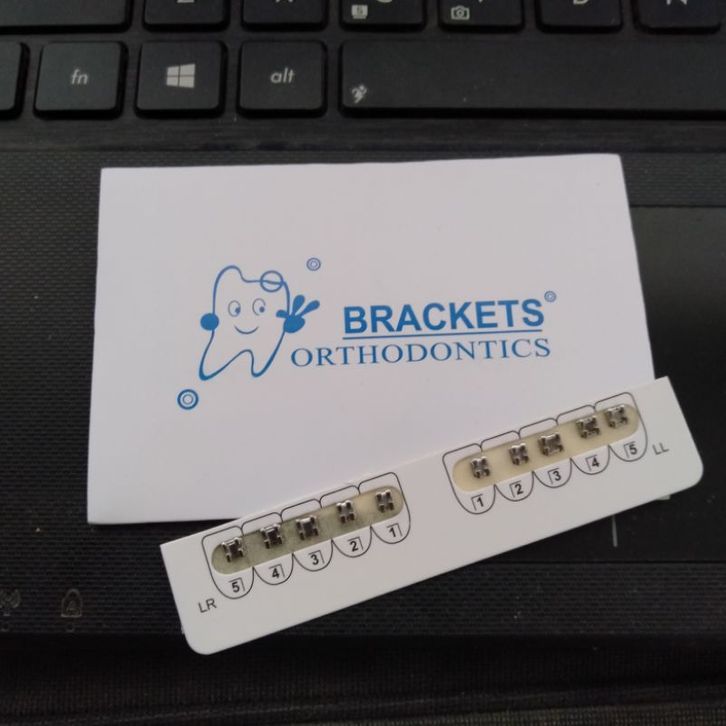 fn
alt
BRACKETS
ORTHODONTICS
1 2 3 4 5 LL
LR 5 4 3 2 1